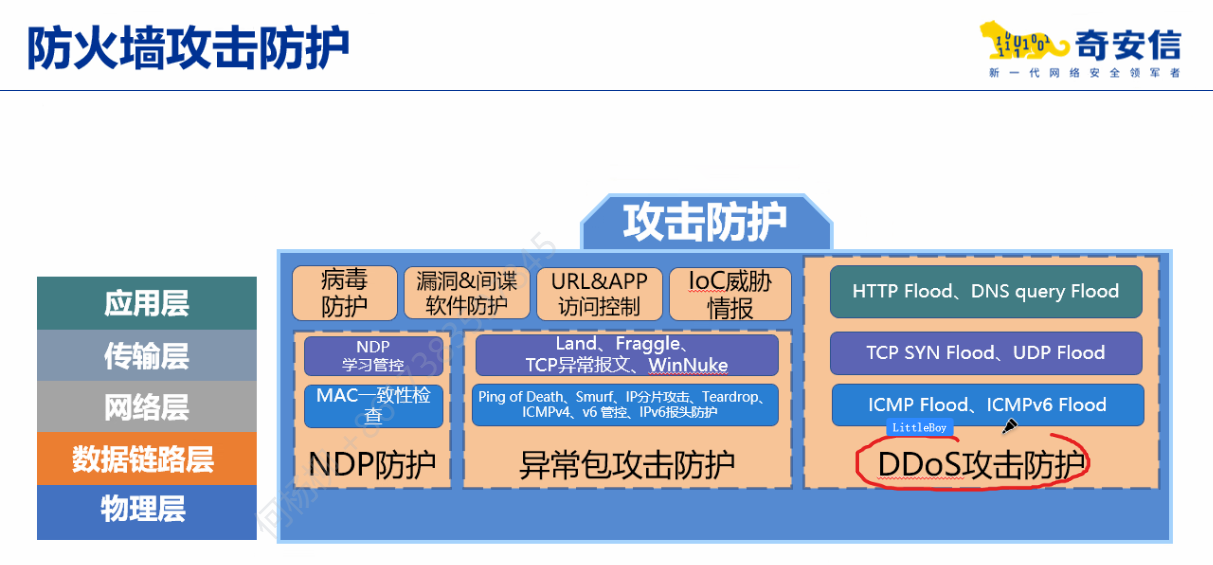 防火墙攻击防护
奇安信
新一代网络安全领军者
攻击防护
应用层
传输层
网络层
数据链路层
物理层
病毒
防护
漏洞&间谍
软件防护
URL&APP
访问控制
IoC威胁
情报
NDP
学习管控
MAC一致性检
查
NDP防护
Land、Fraggle、
TCP异常报文、WinNuke
Ping of Death、Smurf、IP分片攻击、Teardrop、
ICMPv4、v6 管控、IPv6报头防护
异常包攻击防护
HTTP Flood、DNS query Flood
TCP SYN Flood、UDP Flood
ICMP Flood、ICMPv6 Flood
LittleBoy
DDoS攻击防护